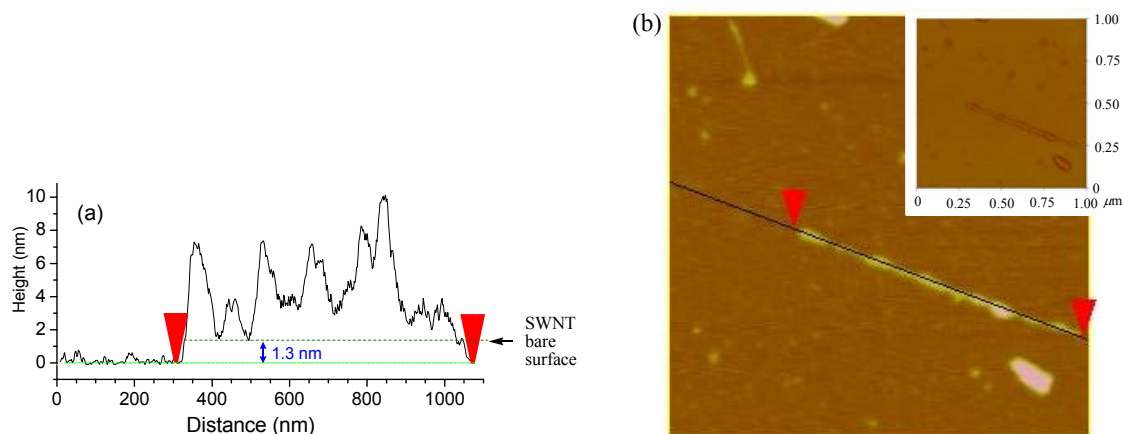 (a)
Height (nm)
10
8
6
4
2
0
1.3 nm
SWNT
bare
surface
0 200 400 600 800 1000
Distance (nm)
(b)
1.00
0.75
0.50
0.25
0
0 0.25 0.50 0.75 1.00 μm